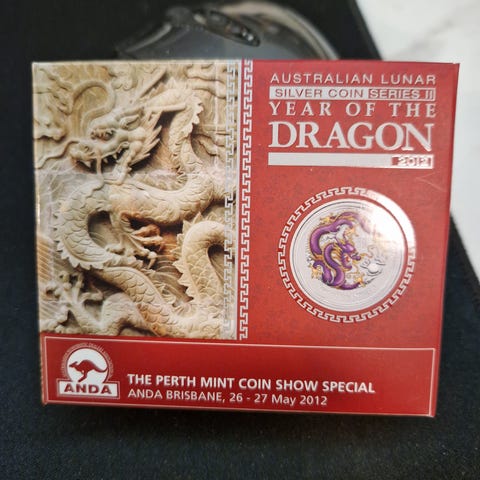 AUSTRALIAN LUNAR
SILVER COIN SERIES II
YEAR OF THE
DRAGON
2012
ANDA
THE PERTH MINT COIN SHOW SPECIAL
ANDA BRISBANE, 26 - 27 May 2012